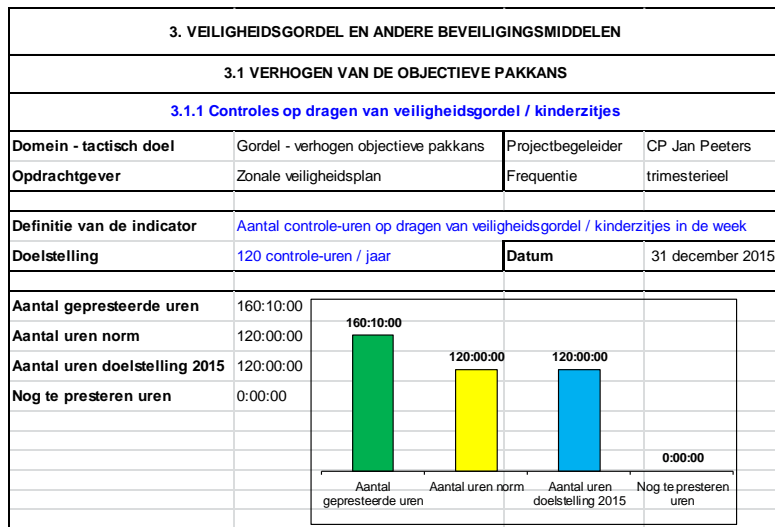 3. VEILIGHEIDSGORDEL EN ANDERE BEVEILIGINGSMIDDELEN
3.1 VERHOGEN VAN DE OBJECTIEVE PAKKANS
3.1.1 Controles op dragen van veiligheidsgordel / kinderzitjes
Domein - tactisch doel Gordel - verhogen objectieve pakkans Projectbegeleider CP Jan Peeters
Opdrachtgever Zonale veiligheidsplan Frequentie trimesterieel
Definitie van de indicator Aantal controle-uren op dragen van veiligheidsgordel / kinderzitjes in de week
Doelstelling 120 controle-uren / jaar Datum 31 december 2015
Aantal gepresteerde uren 160:10:00
Aantal uren norm 120:00:00
Aantal uren doelstelling 2015 120:00:00
Nog te presteren uren 0:00:00
160:10:00
120:00:00 120:00:00
0:00:00
Aantal Aantal uren norm Aantal uren Nog te presteren
gepresteerde uren doelstelling 2015 uren